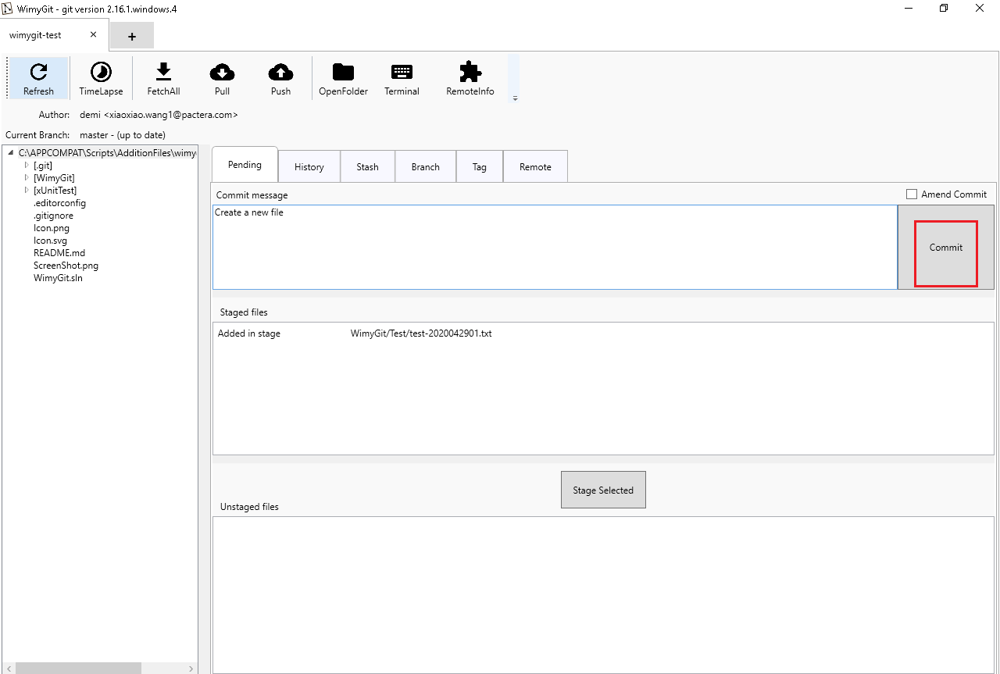 WimyGit - git version 2.16.1.windows.4
wimygit-test
Refresh TimeLapse FetchAll Pull Push OpenFolder Terminal RemoteInfo
Author: demi <xiaoxiao.wang1@pactera.com>
Current Branch: master - (up to date)
C:\APPCOMPAT\Scripts\AdditionFiles\wimy
[.git]
[WimyGit]
[xUnitTest]
.editorconfig
.gitignore
Icon.png
Icon.svg
README.md
ScreenShot.png
WimyGit.sln
Pending History Stash Branch Tag Remote
Commit message Amend Commit
Create a new file
Commit
Staged files
Added in stage WimyGit/Test/test-2020042901.txt
Stage Selected
Unstaged files